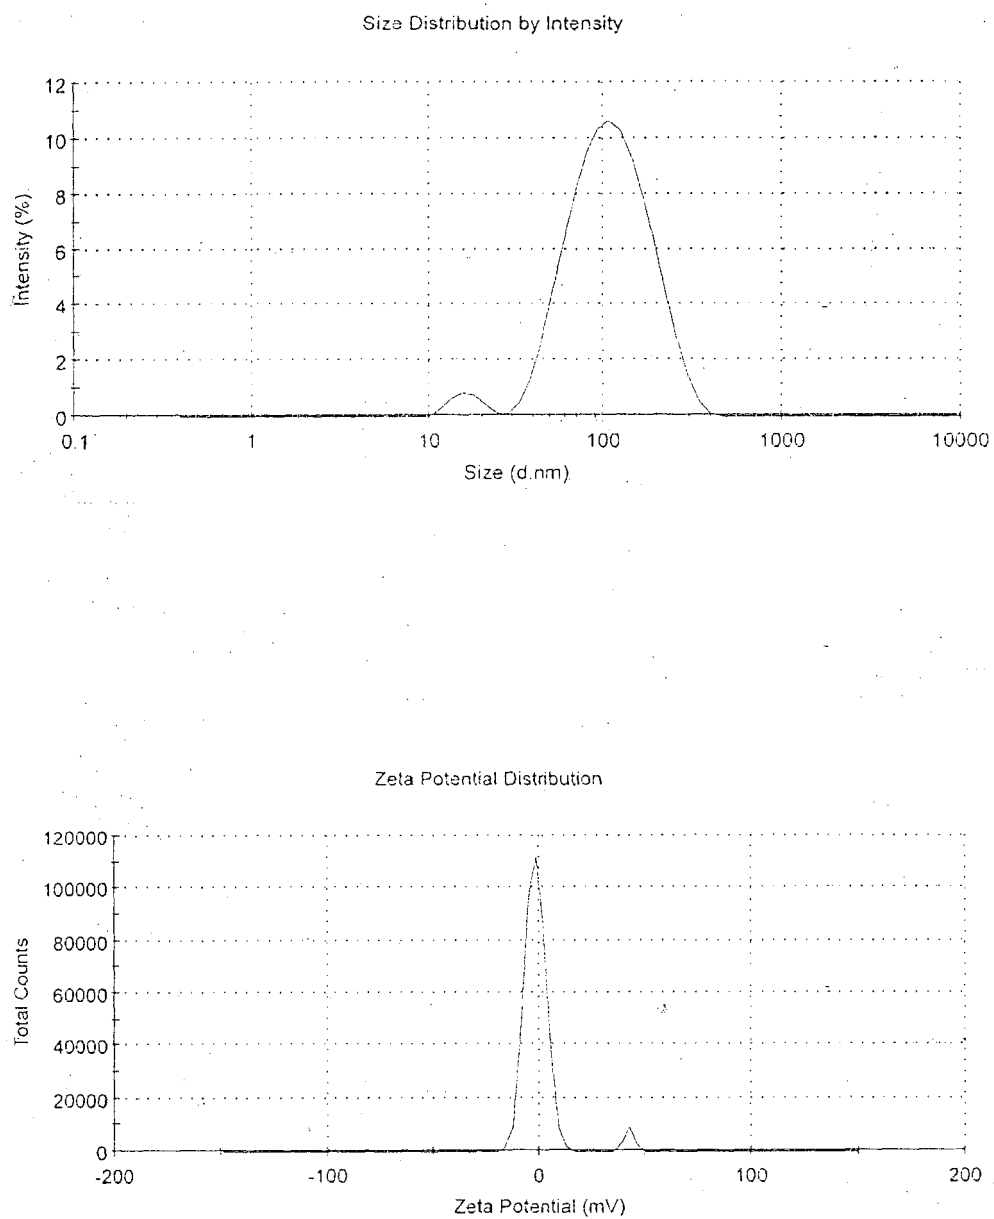 Size Distribution by Intensity
12
10
8
6
4
2
0
Intensity (%)
0.1 1 10 100 1000 10000
Size (d.nm)
Zeta Potential Distribution
120000
100000
80000
60000
40000
20000
0
Total Counts
-200 -100 0 100 200
Zeta Potential (mV)